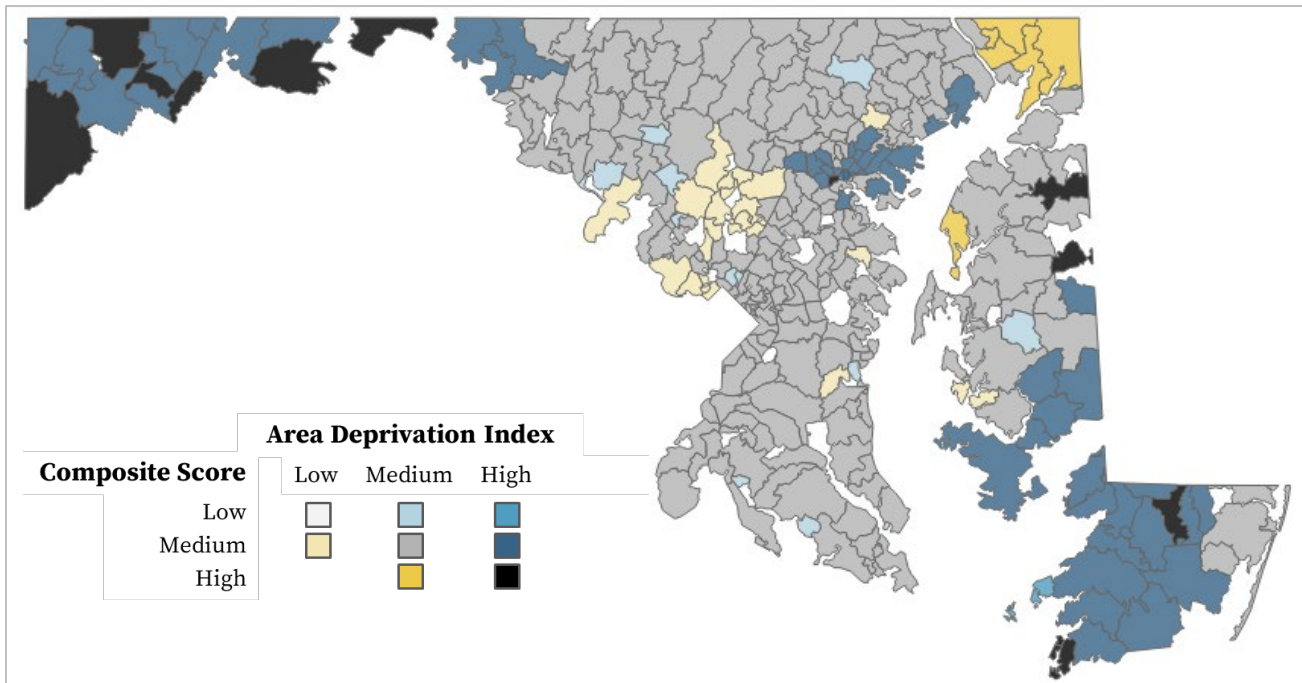 Area Deprivation Index
Composite Score Low Medium High
Low
Medium
High